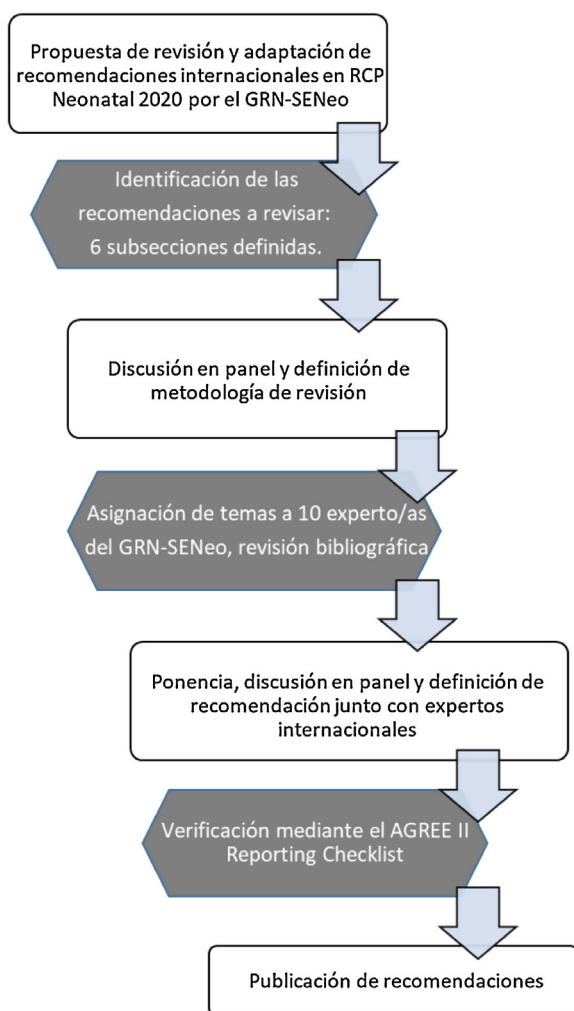 Propuesta de revisión y adaptación de
recomendaciones internacionales en RCP
Neonatal 2020 por el GRN-SENeo
Identificación de las
recomendaciones a revisar:
6 subsecciones definidas.
Discusión en panel y definición de
metodología de revisión
Asignación de temas a 10 experto/as
del GRN-SENeo, revisión bibliográfica
Ponencia, discusión en panel y definición de
recomendación junto con expertos
internacionales
Verificación mediante el AGREE II
Reporting Checklist
Publicación de recomendaciones